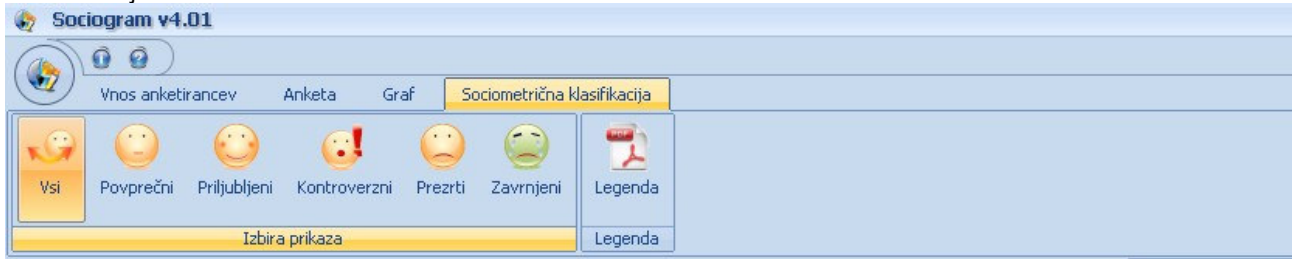 Sociogram v4.01
Vnos anketirancev Anketa Graf Sociometrična klasifikacija
PDF
Vsi Povprečni Priljubljeni Kontroverzni Prezrti Zavrnjeni Legenda
Izbira prikaza Legenda